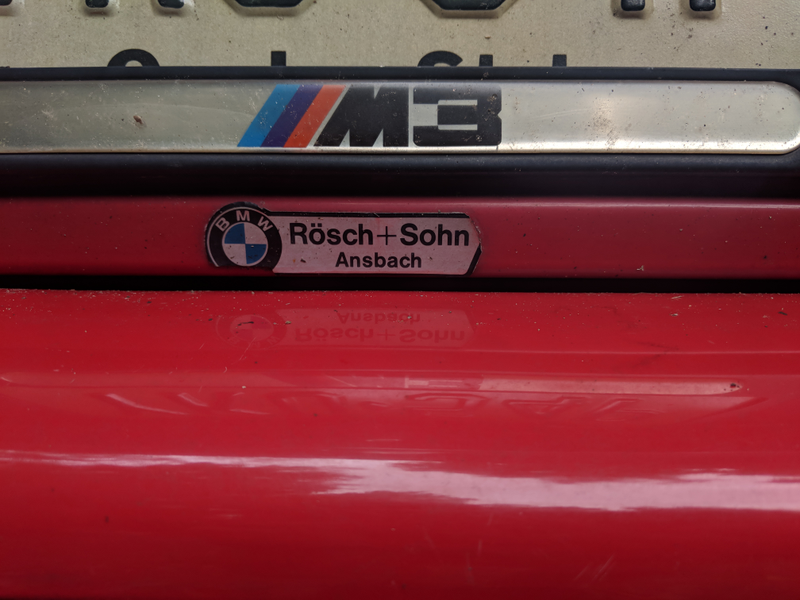 M3
BMW
Rösch+Sohn
Ansbach